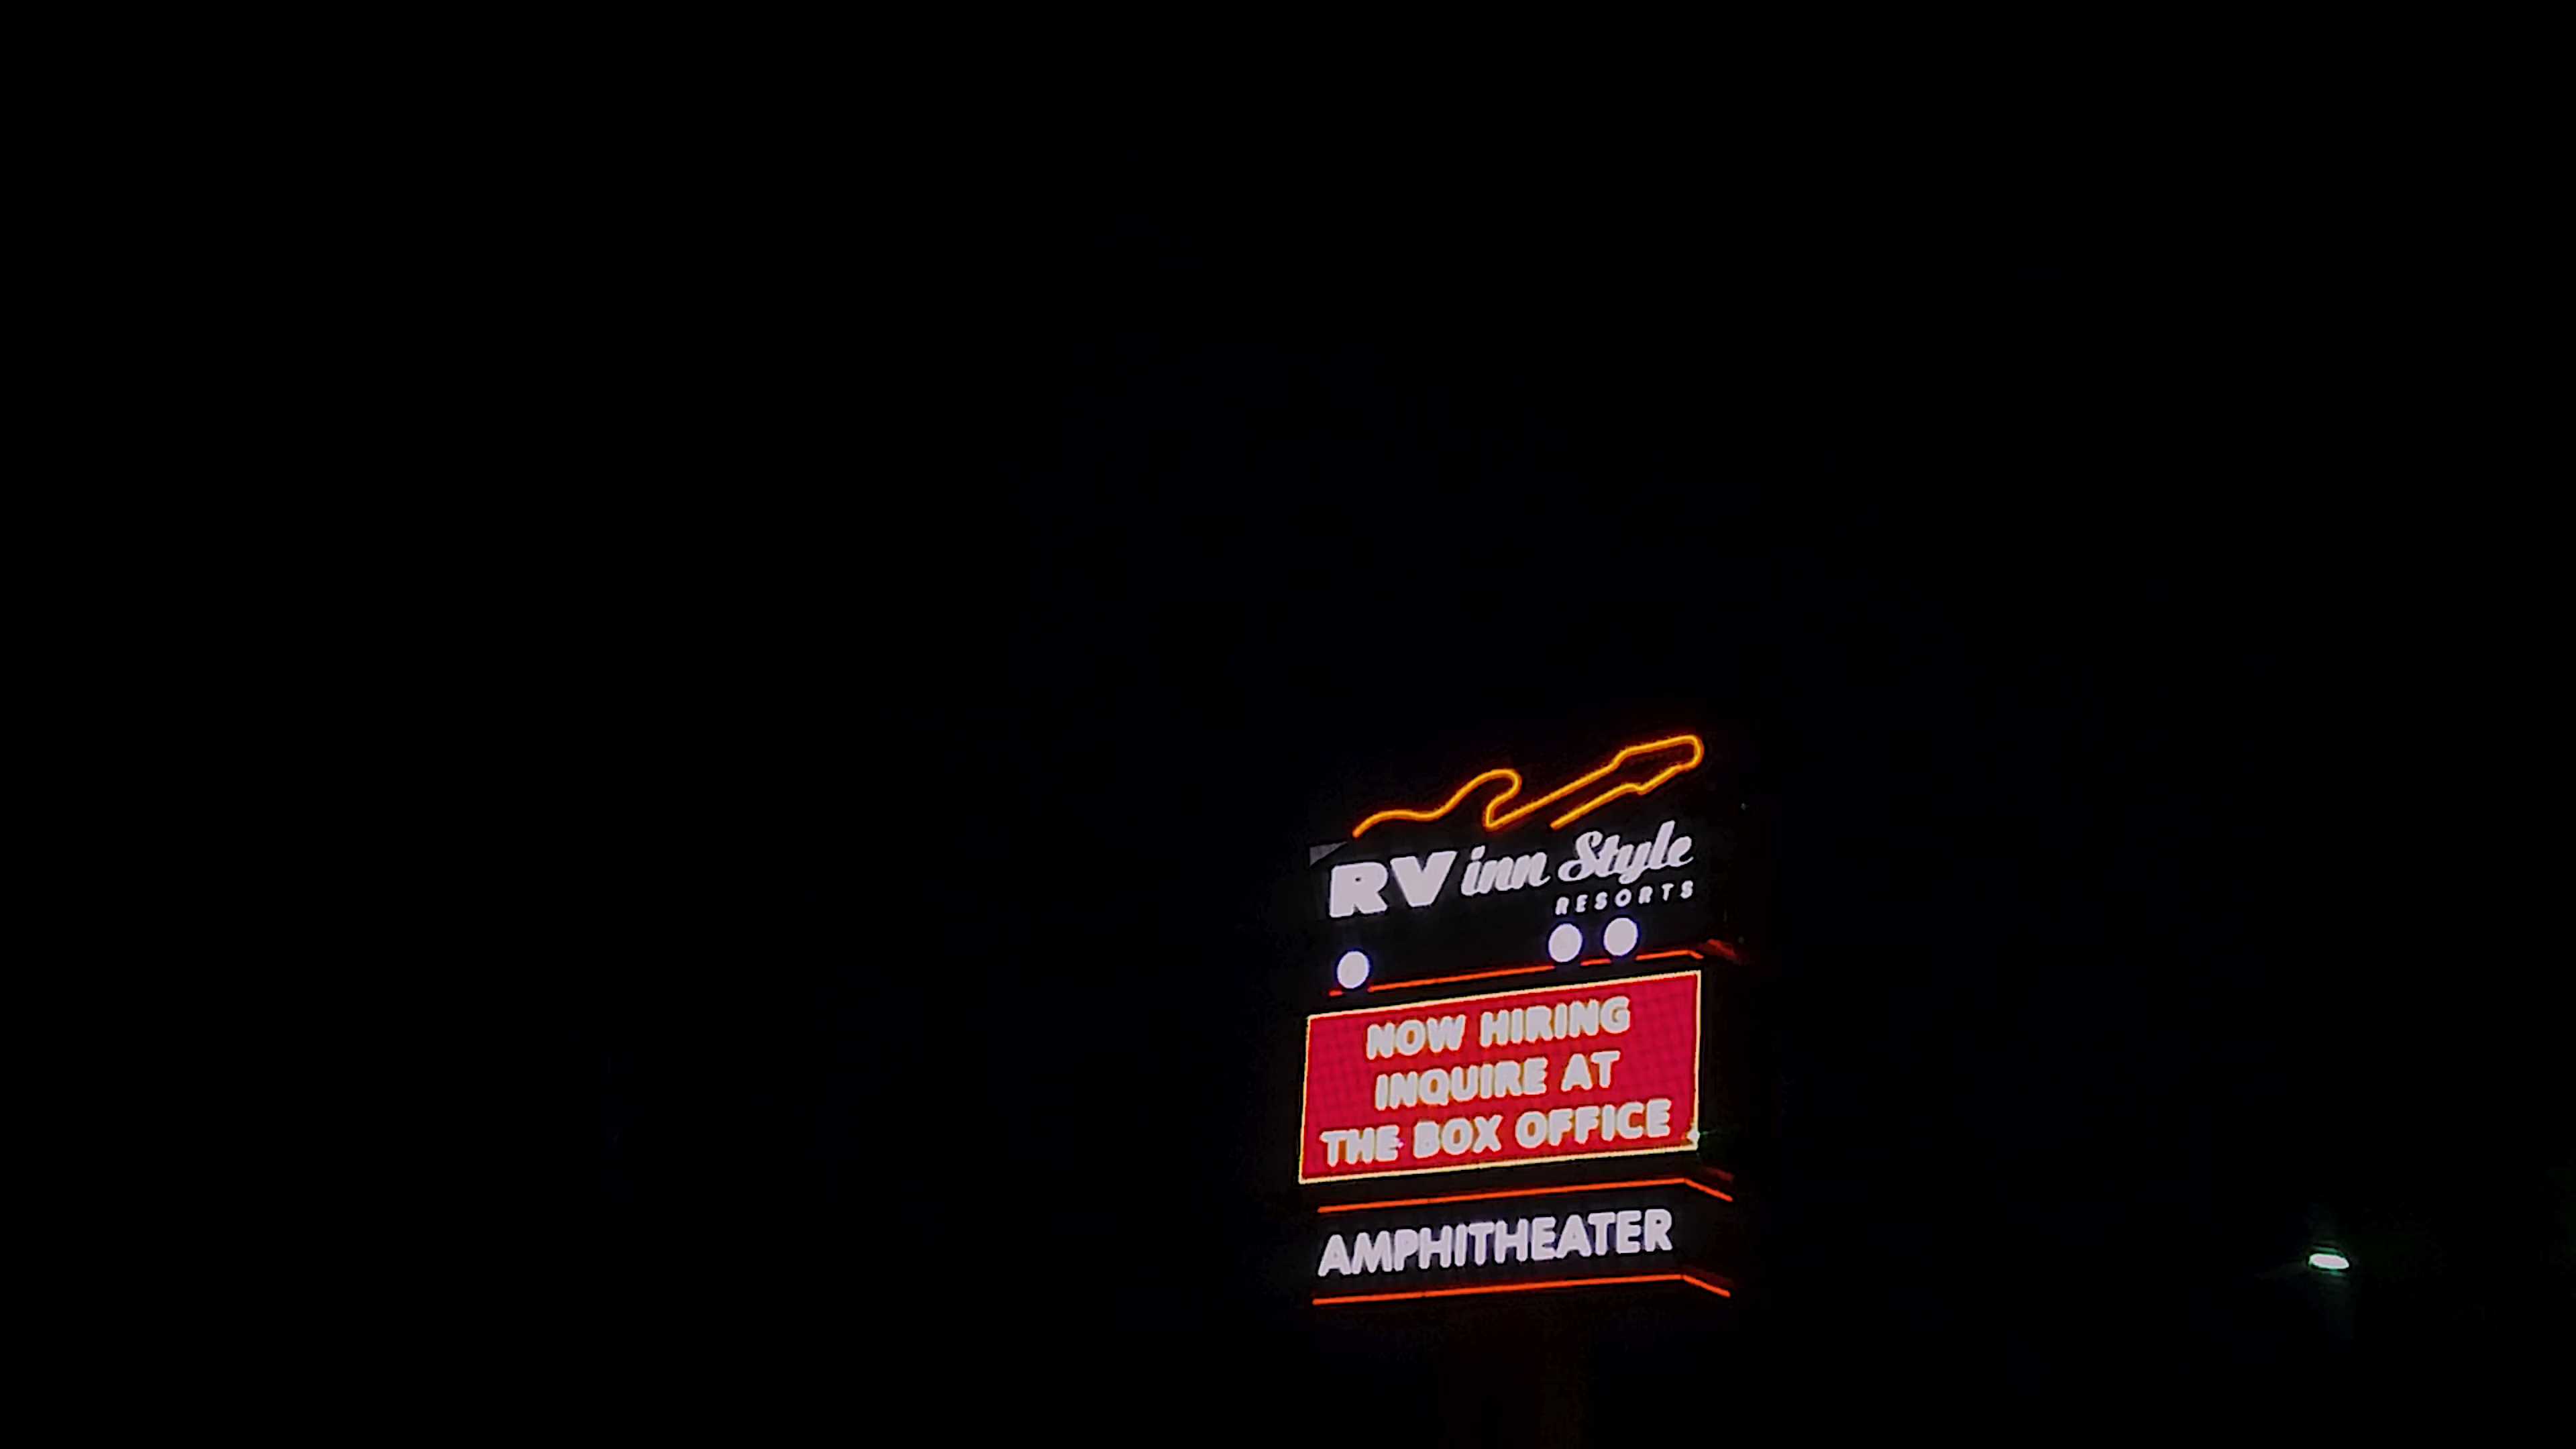 RV inn Style
RESORTS
NOW HIRING
INQUIRE AT
THE BOX OFFICE
AMPHITHEATER